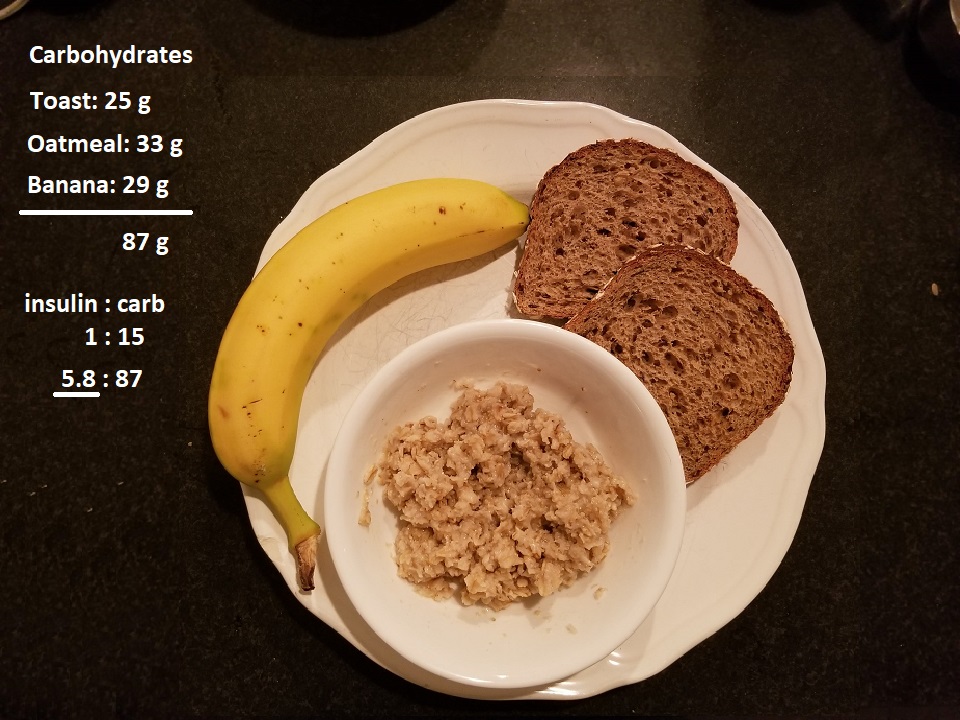 Carbohydrates
Toast: 25 g
Oatmeal: 33 g
Banana: 29 g
87 g
insulin : carb
1 : 15
5.8 : 87